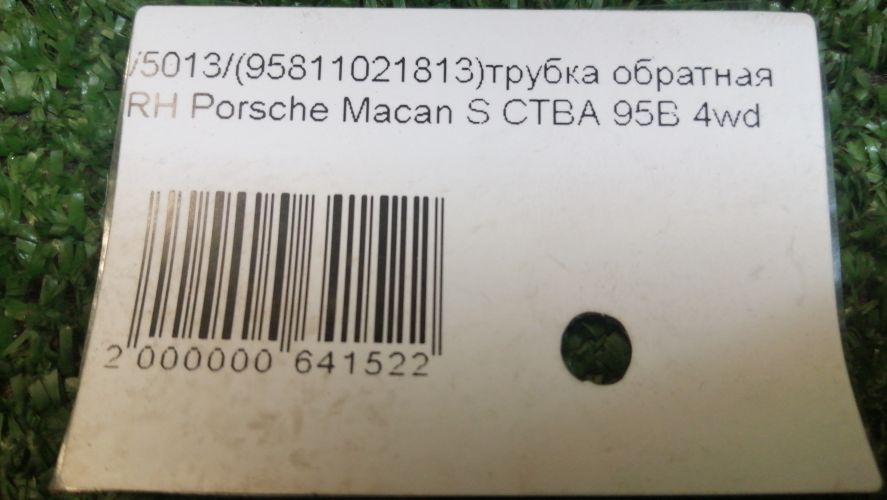 /5013/(95811021813)трубка обратная
RH Porsche Macan S CTBA 95B 4wd
2 000000 641522